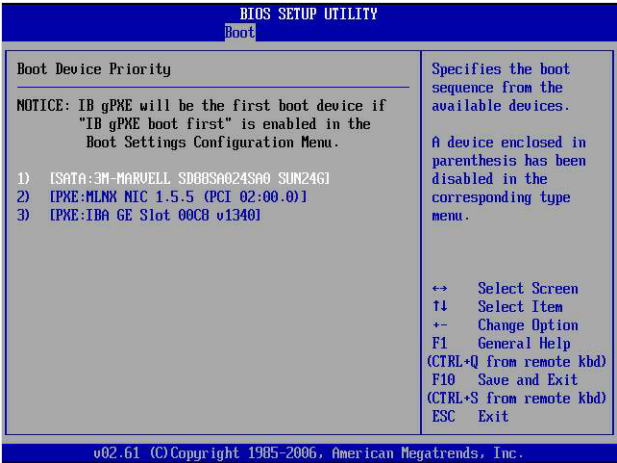 BIOS SETUP UTILITY
Boot
Boot Device Priority
NOTICE: IB gPXE will be the first boot device if
"IB gPXE boot first" is enabled in the
Boot Settings Configuration Menu.
1) [SATA:3M-MARVELL SD88SA024SA0 SUN24G]
2) [PXE:MLNX NIC 1.5.5 (PCI 02:00.0)]
3) [PXE:IBA GE Slot 00C8 v1340]
Specifies the boot
sequence from the
available devices.
A device enclosed in
parenthesis has been
disabled in the
corresponding type
menu.
↔ Select Screen
↑↓ Select Item
+- Change Option
F1 General Help
(CTRL+Q from remote kbd)
F10 Save and Exit
(CTRL+S from remote kbd)
ESC Exit
v02.61 (C)Copyright 1985-2006, American Megatrends, Inc.